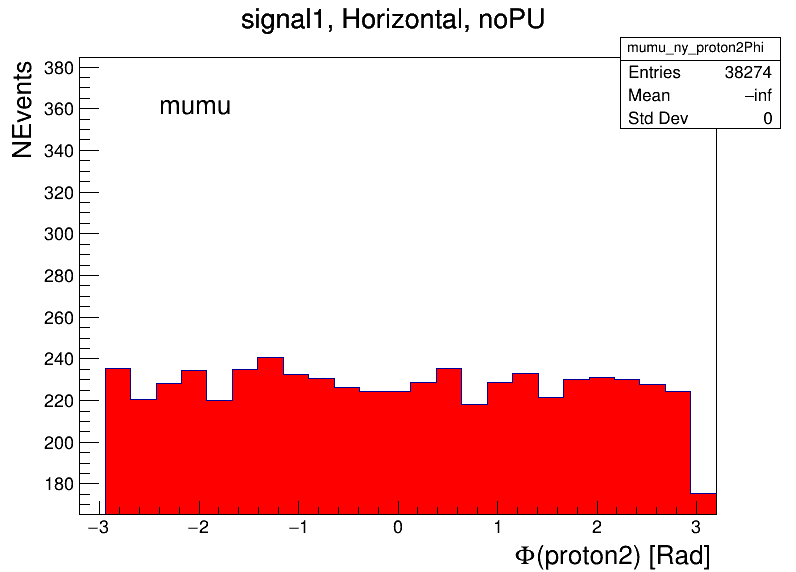 signal1, Horizontal, noPU
mumu_ny_proton2Phi
Entries 38274
Mean −inf
Std Dev 0
NEvents
380
360
340
320
300
280
260
240
220
200
180
mumu
−3 −2 −1 0 1 2 3
Φ(proton2) [Rad]